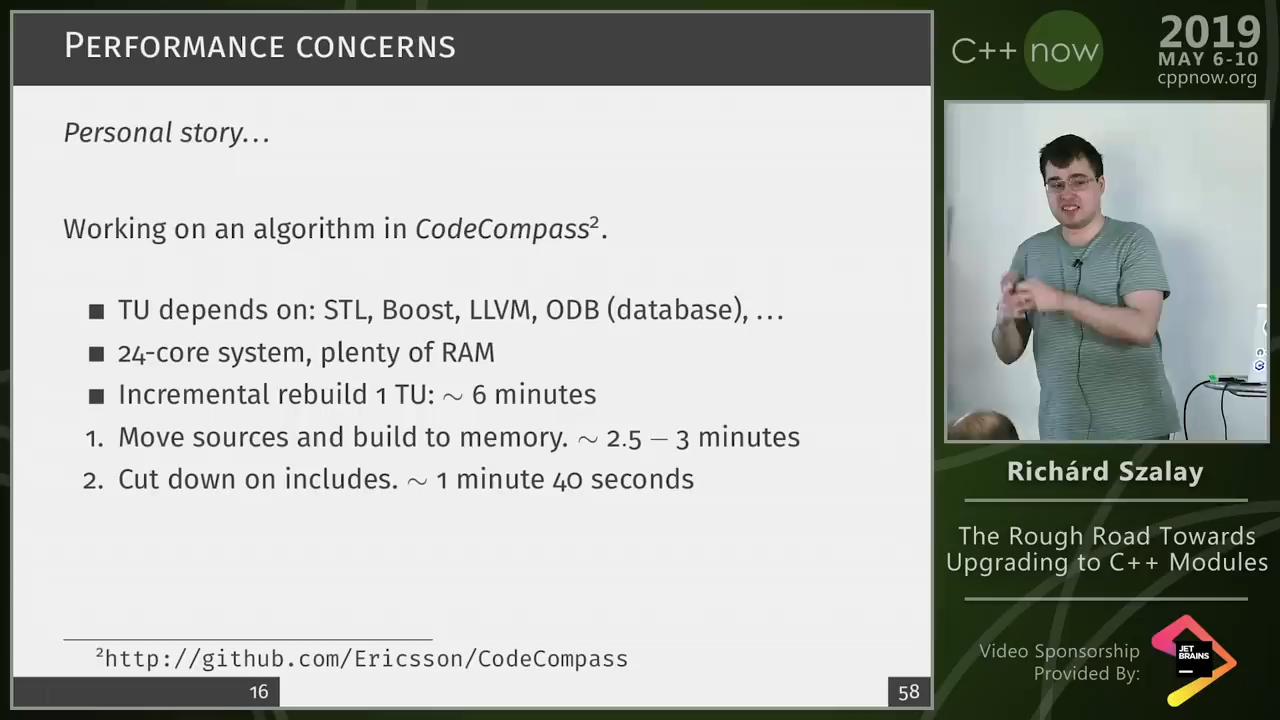 PERFORMANCE CONCERNS
Personal story...
Working on an algorithm in CodeCompass².
■ TU depends on: STL, Boost, LLVM, ODB (database), ...
■ 24-core system, plenty of RAM
■ Incremental rebuild 1 TU: ∼ 6 minutes
1. Move sources and build to memory. ∼ 2.5 − 3 minutes
2. Cut down on includes. ∼ 1 minute 40 seconds
²http://github.com/Ericsson/CodeCompass
16
58
C++ now
2019
MAY 6-10
cppnow.org
Richárd Szalay
The Rough Road Towards
Upgrading to C++ Modules
Video Sponsorship
Provided By:
JET
BRAINS